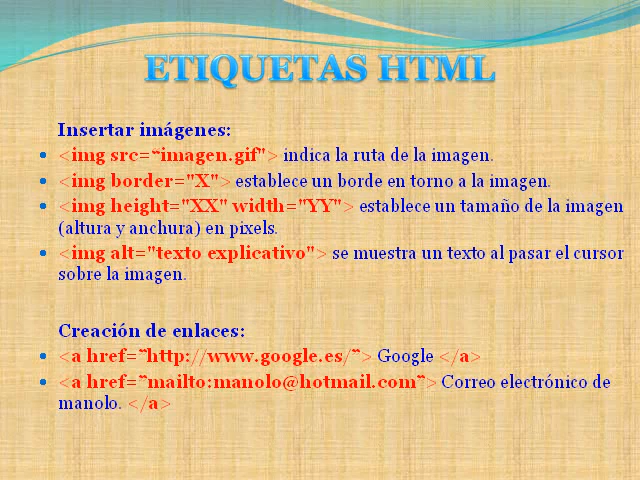 ETIQUETAS HTML
Insertar imágenes:
• <img src=“imagen.gif"> indica la ruta de la imagen.
• <img border="X"> establece un borde en torno a la imagen.
• <img height="XX" width="YY"> establece un tamaño de la imagen
(altura y anchura) en pixels.
• <img alt="texto explicativo"> se muestra un texto al pasar el cursor
sobre la imagen.
Creación de enlaces:
• <a href=”http://www.google.es/”> Google </a>
• <a href=”mailto:manolo@hotmail.com”> Correo electrónico de
manolo. </a>